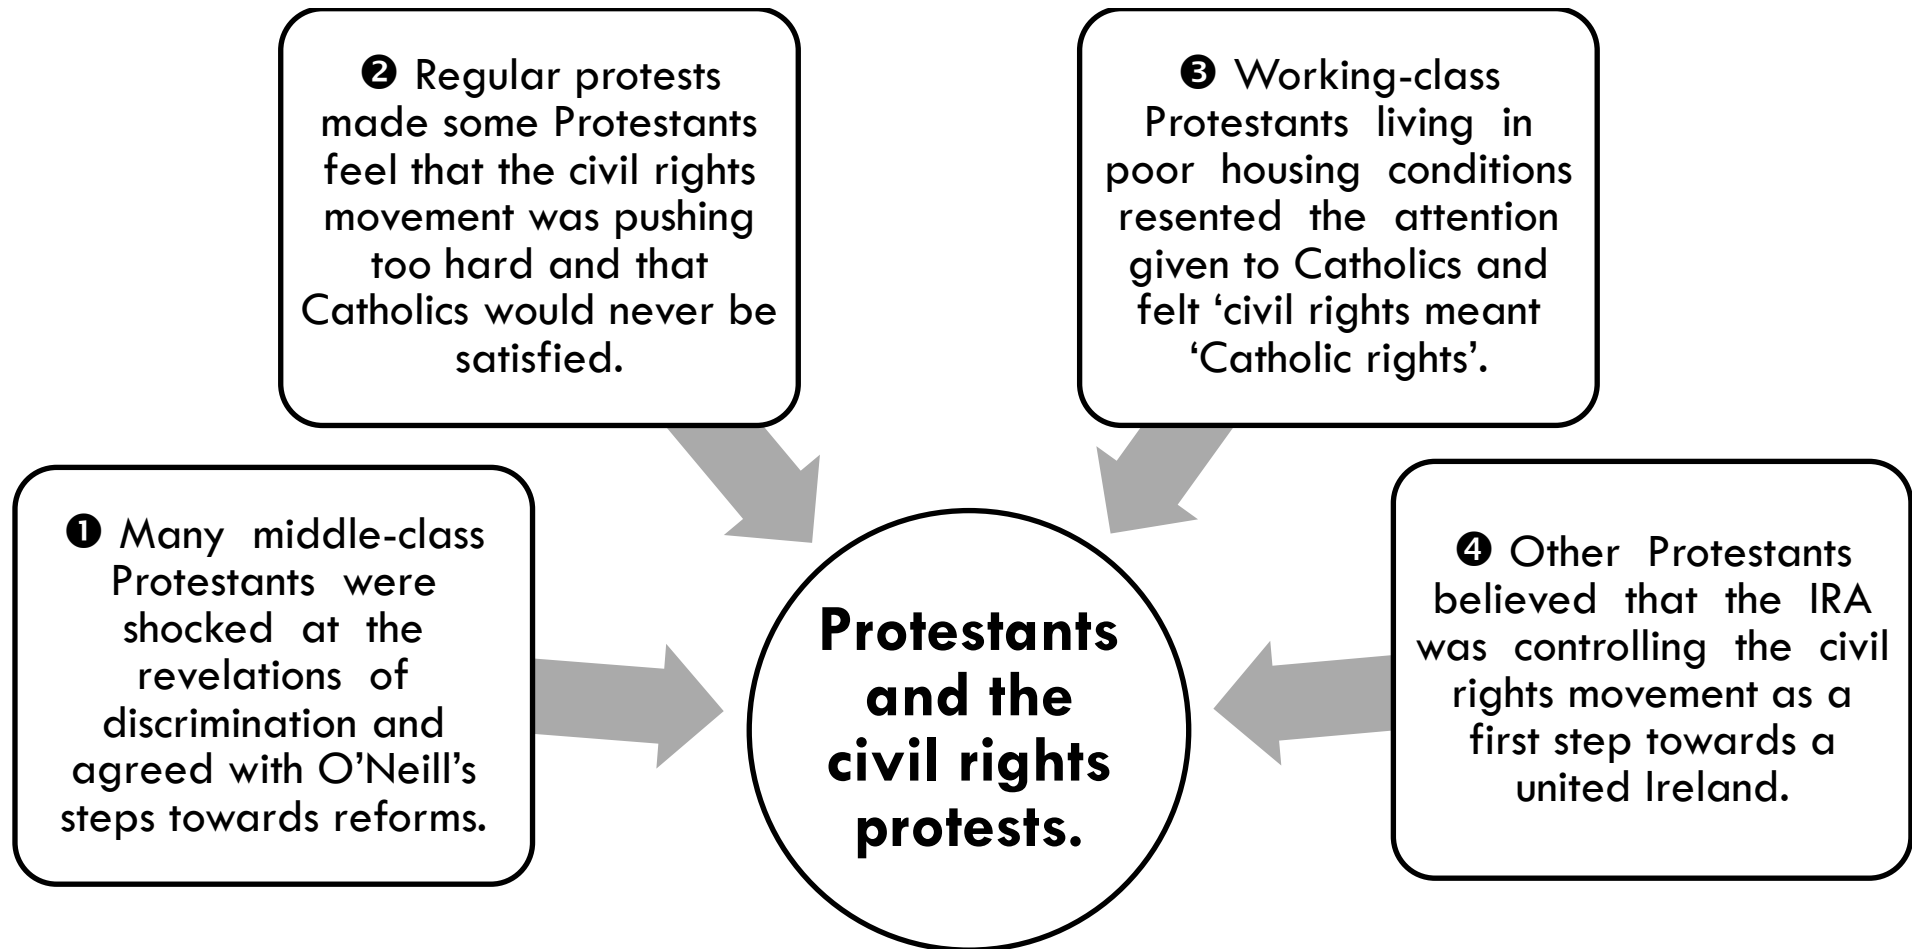 ❶ Many middle-class
Protestants were
shocked at the
revelations of
discrimination and
agreed with O’Neill’s
steps towards reforms.
❷ Regular protests
made some Protestants
feel that the civil rights
movement was pushing
too hard and that
Catholics would never be
satisfied.
❸ Working-class
Protestants living in
poor housing conditions
resented the attention
given to Catholics and
felt ‘civil rights meant
‘Catholic rights’.
❹ Other Protestants
believed that the IRA
was controlling the civil
rights movement as a
first step towards a
united Ireland.
Protestants
and the
civil rights
protests.